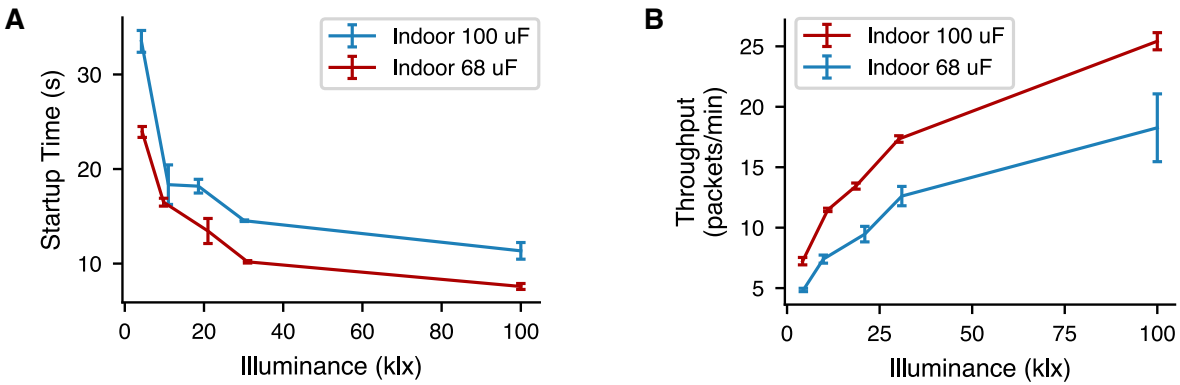 A
Startup Time (s)
30
20
10
0 20 40 60 80 100
Illuminance (klx)
Indoor 100 uF
Indoor 68 uF
B
Throughput
(packets/min)
25
20
15
10
5
0 25 50 75 100
Illuminance (klx)
Indoor 100 uF
Indoor 68 uF